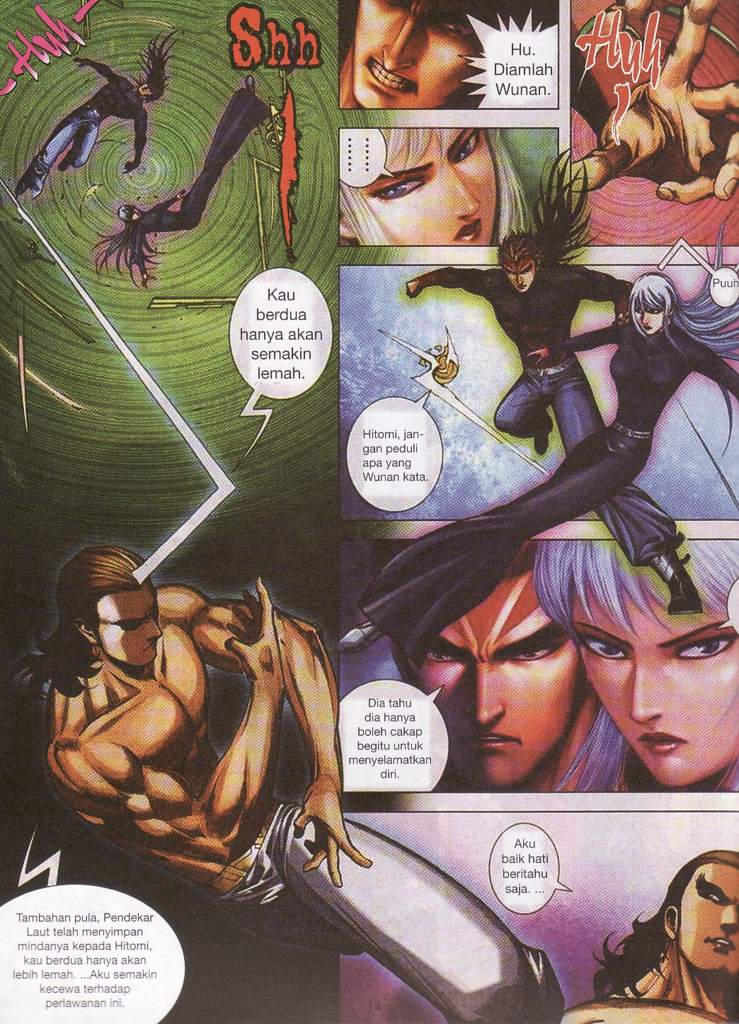 Huh
Shh
Kau
berdua
hanya akan
semakin
lemah.
Tambahan pula, Pendekar
Laut telah menyimpan
mindanya kepada Hitomi,
kau berdua hanya akan
lebih lemah. ...Aku semakin
kecewa terhadap
perlawanan ini.
Hu.
Diamlah
Wunan.
Huh
Puuh
Hitomi, jan-
gan peduli
apa yang
Wunan kata.
Dia tahu
dia hanya
boleh cakap
begitu untuk
menyelamatkan
diri.
Aku
baik hati
beritahu
saja. ...
14